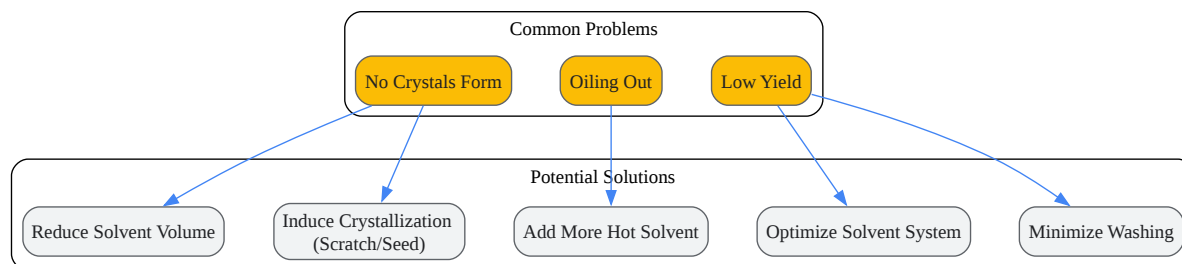 Common Problems
No Crystals Form
Oiling Out
Low Yield
Potential Solutions
Reduce Solvent Volume
Induce Crystallization
(Scratch/Seed)
Add More Hot Solvent
Optimize Solvent System
Minimize Washing